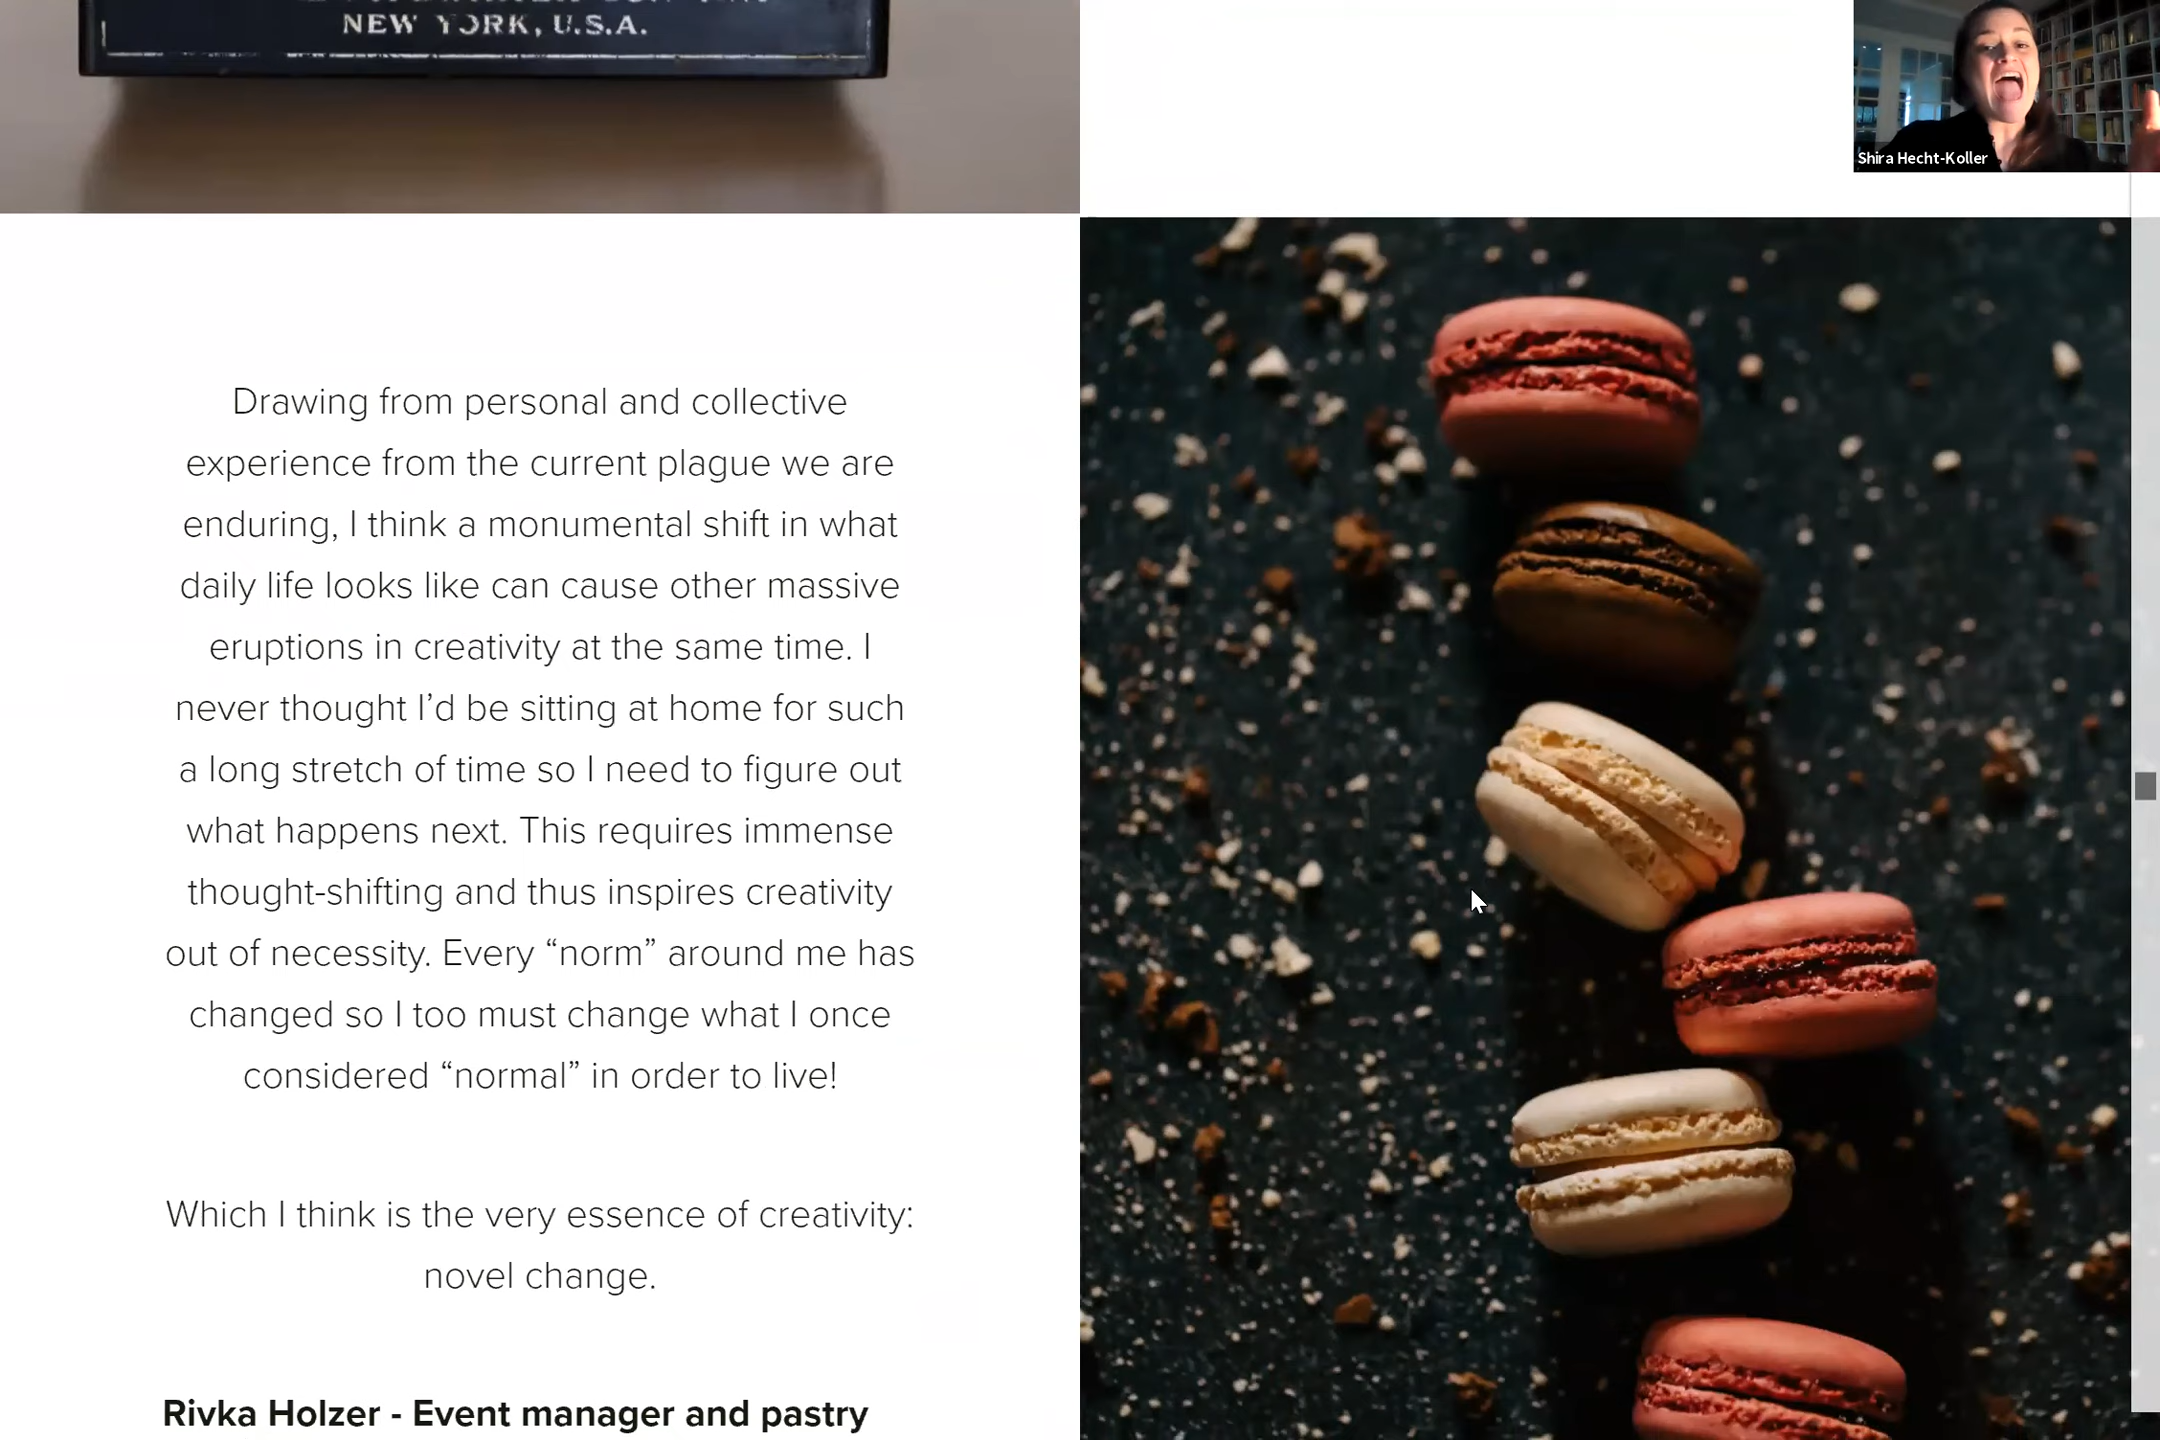 NEW YORK, U.S.A.
Shira Hecht-Koller
Drawing from personal and collective
experience from the current plague we are
enduring, I think a monumental shift in what
daily life looks like can cause other massive
eruptions in creativity at the same time. I
never thought I’d be sitting at home for such
a long stretch of time so I need to figure out
what happens next. This requires immense
thought-shifting and thus inspires creativity
out of necessity. Every “norm” around me has
changed so I too must change what I once
considered “normal” in order to live!
Which I think is the very essence of creativity:
novel change.
Rivka Holzer - Event manager and pastry